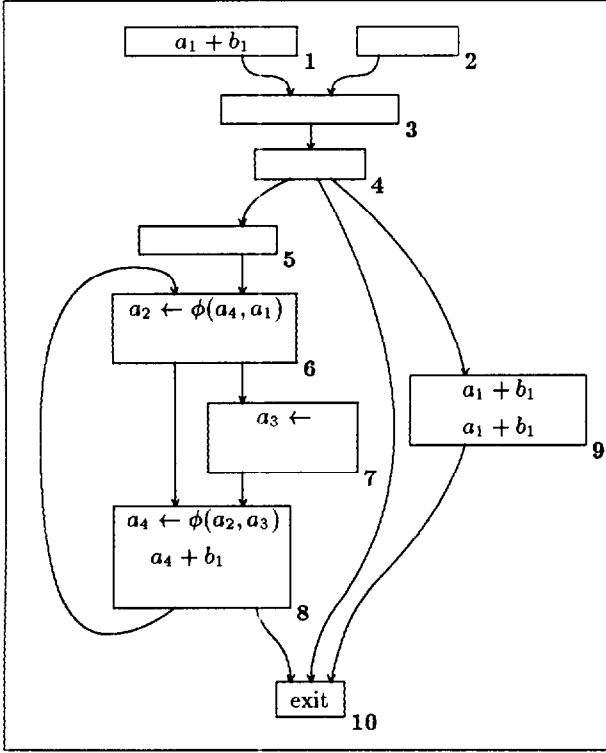 a₁ + b₁
1
2
3
4
5
a₂ ← ϕ(a₄, a₁)
6
a₃ ←
7
a₁ + b₁
a₁ + b₁
9
a₄ ← ϕ(a₂, a₃)
a₄ + b₁
8
exit
10